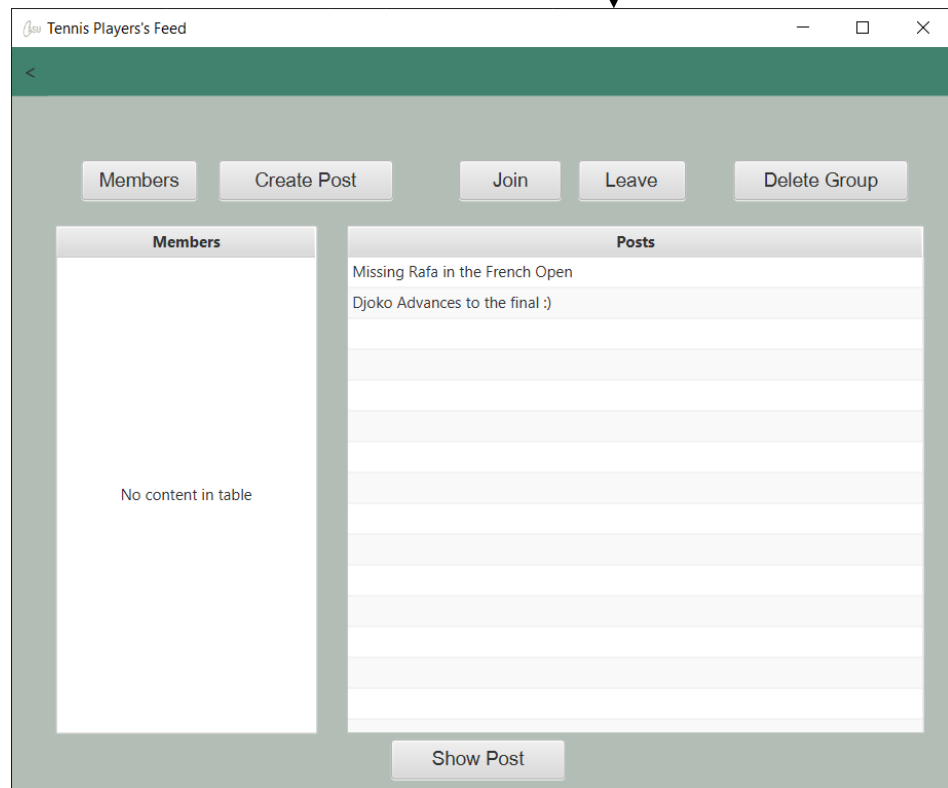 Tennis Players's Feed
<
Members Create Post Join Leave Delete Group
Members Posts
Missing Rafa in the French Open
Djoko Advances to the final :)
No content in table
Show Post